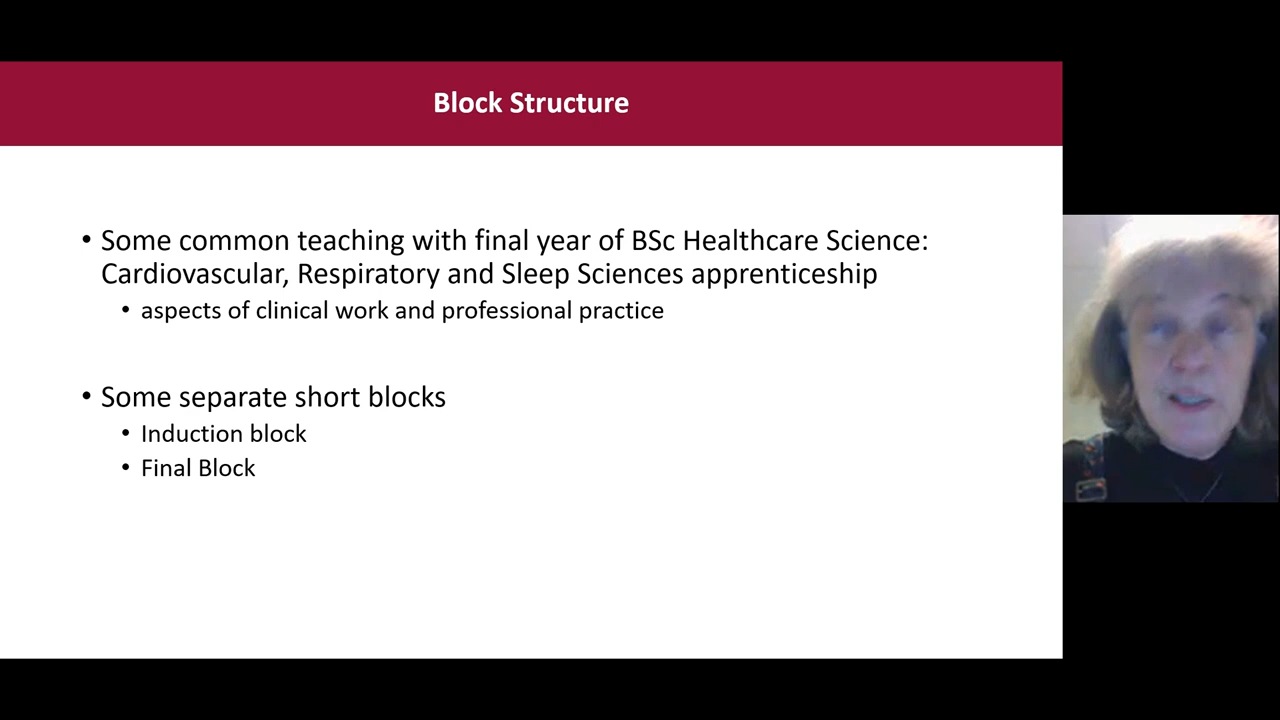 Block Structure
• Some common teaching with final year of BSc Healthcare Science:
Cardiovascular, Respiratory and Sleep Sciences apprenticeship
• aspects of clinical work and professional practice
• Some separate short blocks
• Induction block
• Final Block